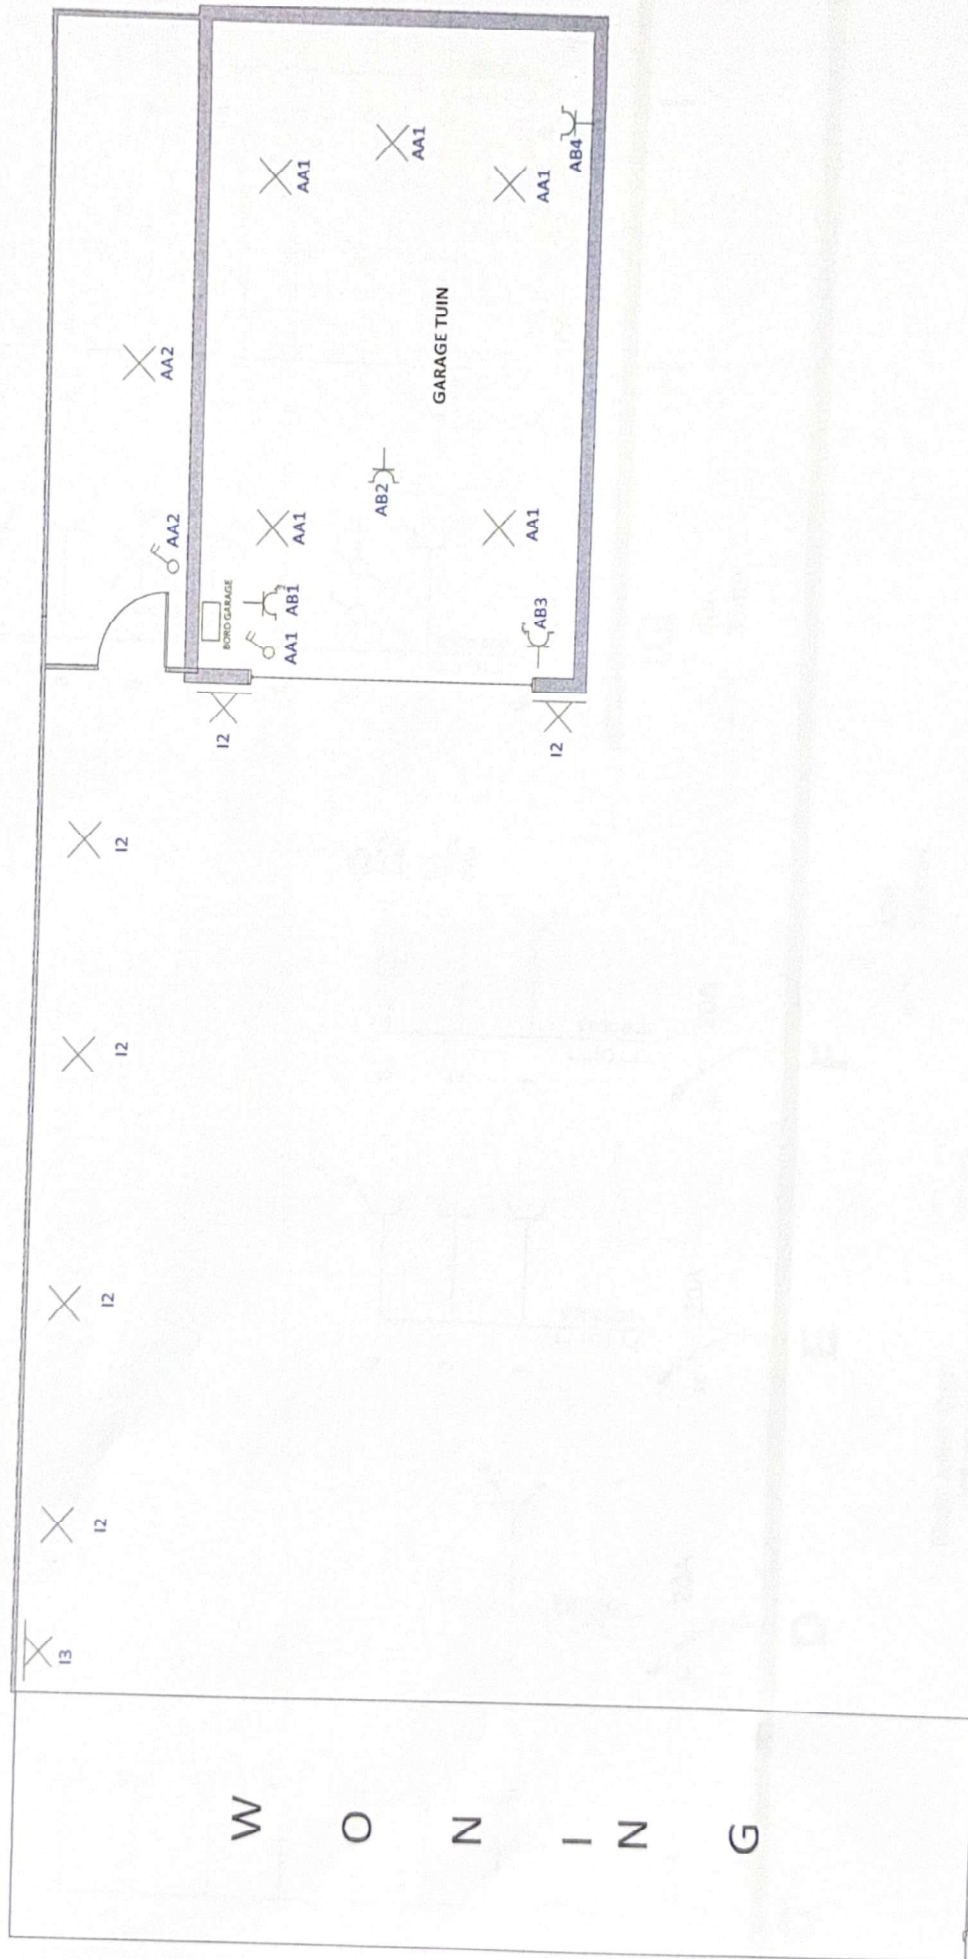 AA1
AA1
AA1
AB4
AA2
GARAGE TUIN
AA2
AB2
AA1
AA1
BORD GARAGE
AB1
AA1
AB3
I2
I2
I2
I2
I2
I2
I3
W O N I N G